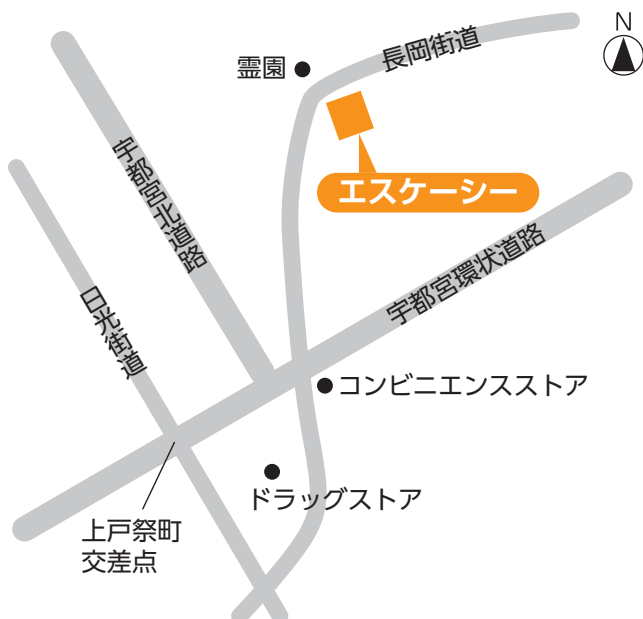 N
長岡街道
霊園
宇都宮北道路
エスケーシー
宇都宮環状道路
日光街道
コンビニエンスストア
ドラッグストア
上戸祭町
交差点